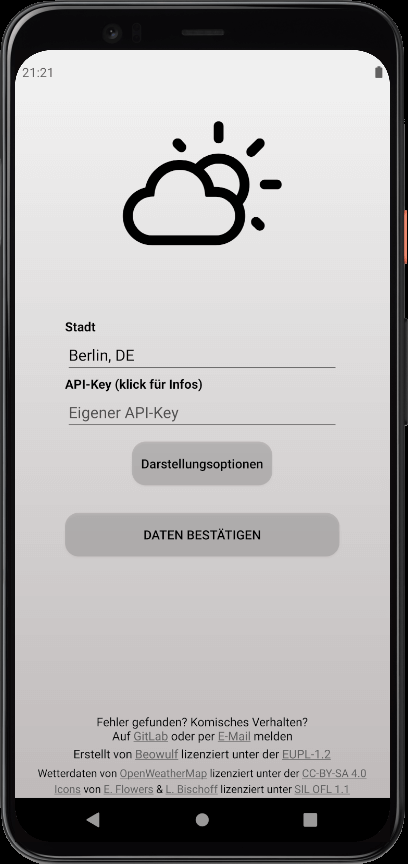 21:21
Stadt
Berlin, DE
API-Key (klick für Infos)
Eigener API-Key
Darstellungsoptionen
DATEN BESTÄTIGEN
Fehler gefunden? Komisches Verhalten?
Auf GitLab oder per E-Mail melden
Erstellt von Beowulf lizenziert unter der EUPL-1.2
Wetterdaten von OpenWeatherMap lizenziert unter der CC-BY-SA 4.0
Icons von E. Flowers & L. Bischoff lizenziert unter SIL OFL 1.1